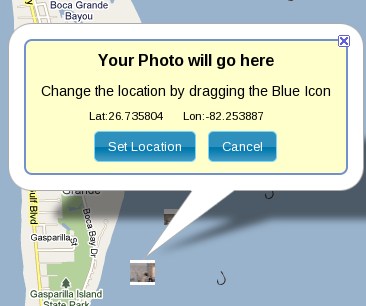 Boca Grande
Bayou
Your Photo will go here
Change the location by dragging the Blue Icon
Lat:26.735804 Lon:-82.253887
Set Location Cancel
Grande
Gulf Blvd
Boca Bay Dr
Gasparilla St
Gasparilla Island
State Park